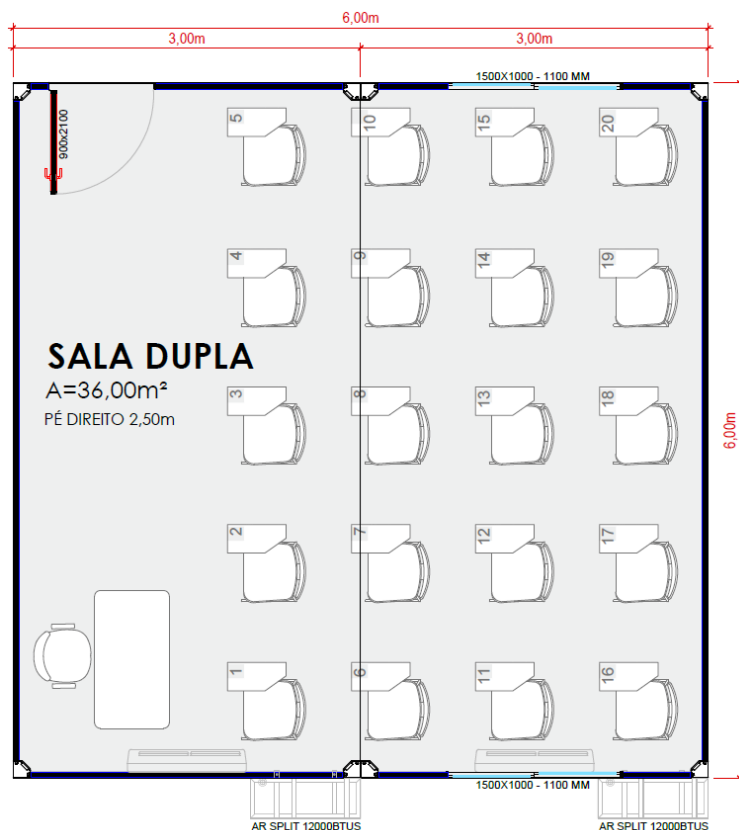 6,00m
3,00m
3,00m
1500X1000 - 1100 MM
900x2100
5
10
15
20
4
9
14
19
SALA DUPLA
A=36,00m²
PÉ DIREITO 2,50m
3
8
13
18
6,00m
2
7
12
17
1
6
11
16
1500X1000 - 1100 MM
AR SPLIT 12000BTUS
AR SPLIT 12000BTUS